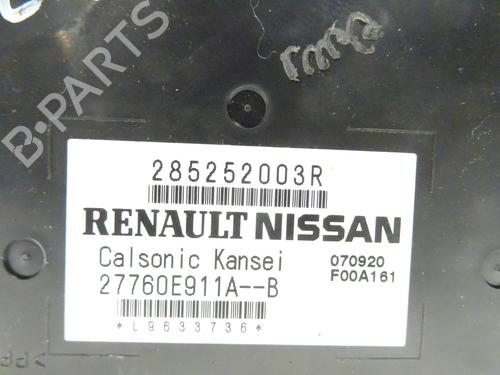 B-PARTS
285252003R
RENAULT NISSAN
Calsonic Kansei 070920
27760E911A--B F00A161
*L9633736*